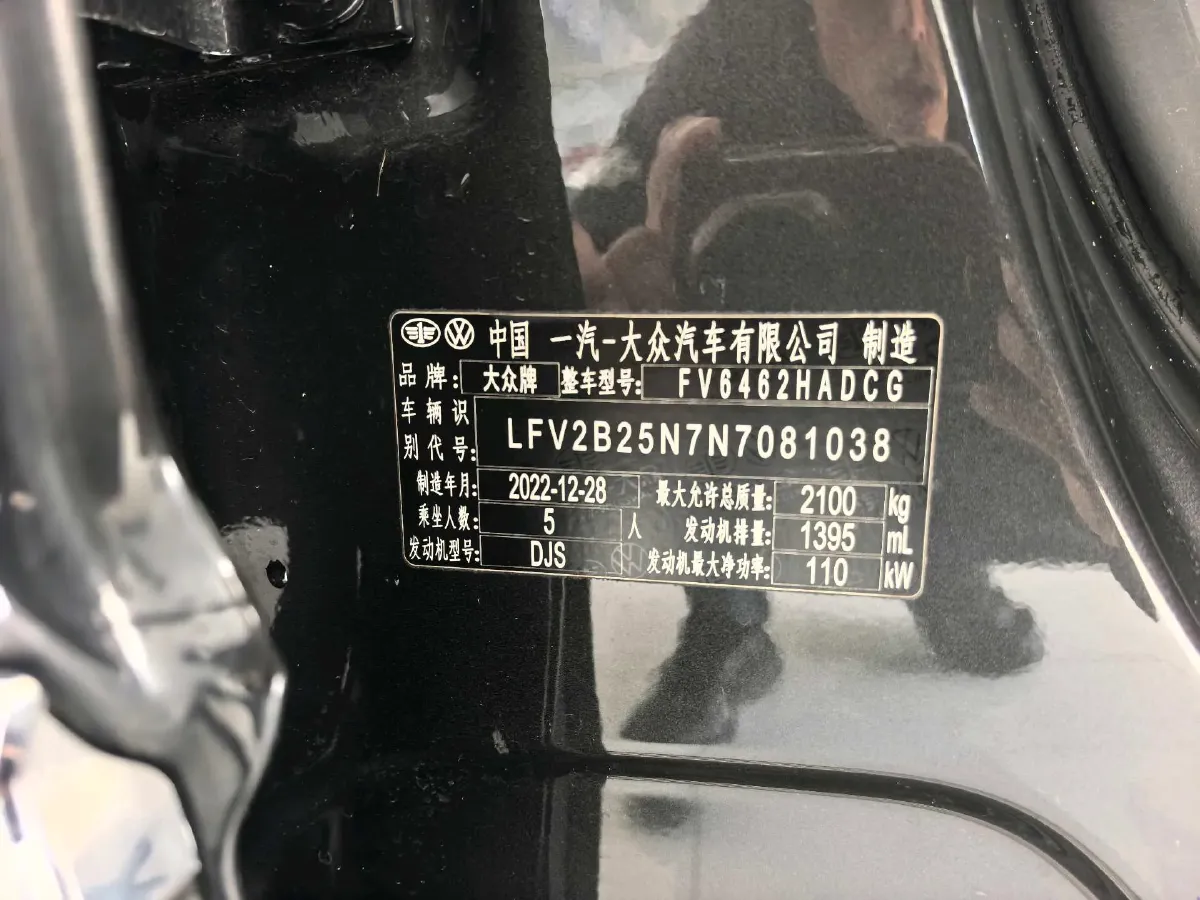 中国 一汽-大众汽车有限公司 制造
品牌: 大众牌 整车型号: FV6462HADCG
车辆识
别代号: LFV2B25N7N7081038
制造年月: 2022-12-28 最大允许总质量: 2100 kg
乘坐人数: 5 人 发动机排量: 1395 mL
发动机型号: DJS 发动机最大净功率: 110 kW